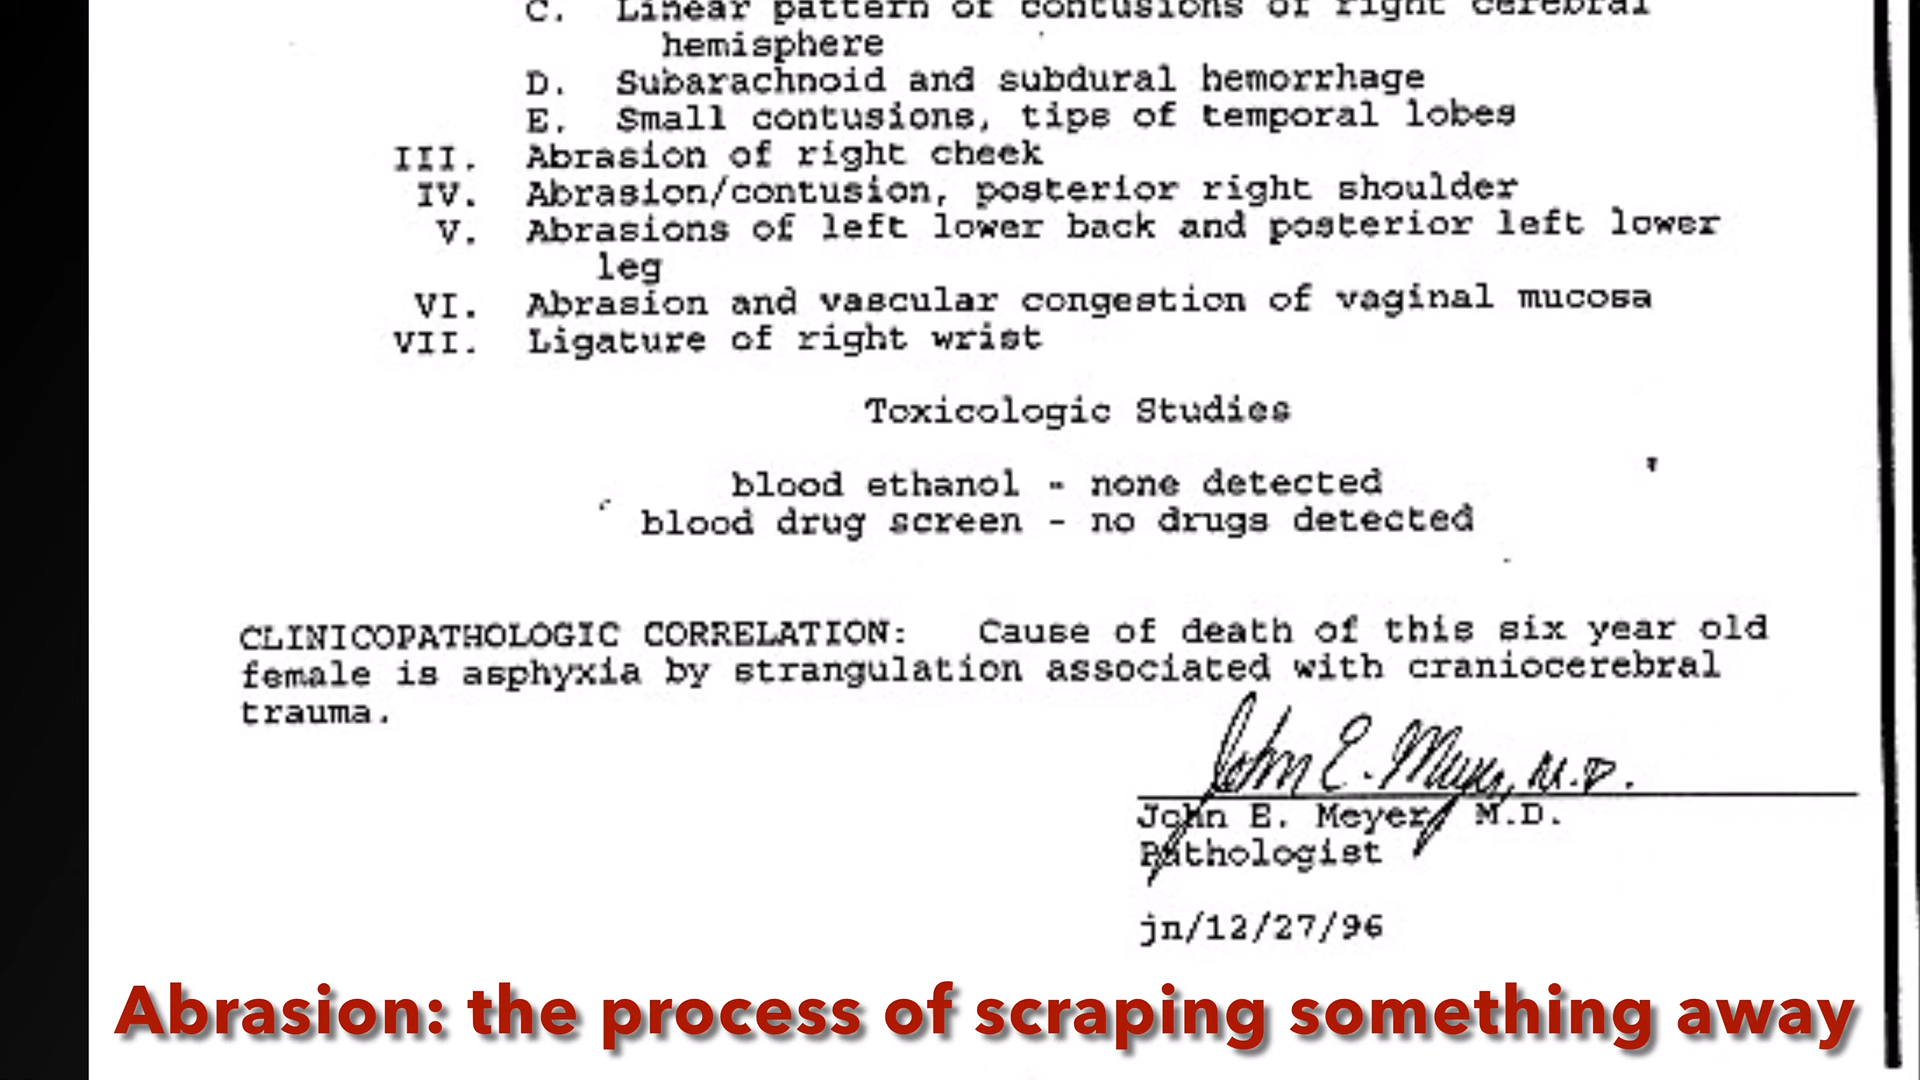 C. Linear pattern of contusions of right cerebral
hemisphere
D. Subarachnoid and subdural hemorrhage
E. Small contusions, tips of temporal lobes
III. Abrasion of right cheek
IV. Abrasion/contusion, posterior right shoulder
V. Abrasions of left lower back and posterior left lower
leg
VI. Abrasion and vascular congestion of vaginal mucosa
VII. Ligature of right wrist
Toxicologic Studies
blood ethanol - none detected
blood drug screen - no drugs detected
CLINICOPATHOLOGIC CORRELATION: Cause of death of this six year old
female is asphyxia by strangulation associated with craniocerebral
trauma.
John E. Meyer, M.D.
John E. Meyer, M.D.
Pathologist
jn/12/27/96
Abrasion: the process of scraping something away